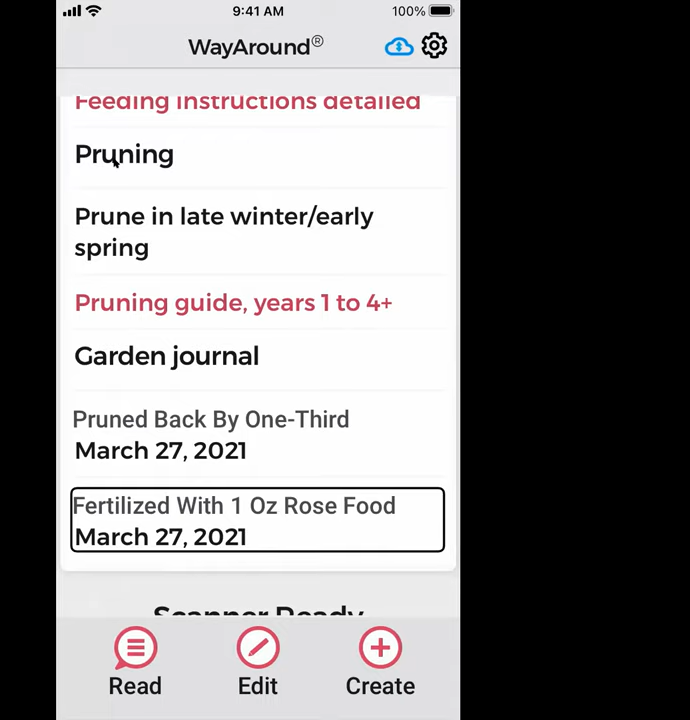 9:41 AM
100%
WayAround®
Feeding instructions detailed
Pruning
Prune in late winter/early
spring
Pruning guide, years 1 to 4+
Garden journal
Pruned Back By One-Third
March 27, 2021
Fertilized With 1 Oz Rose Food
March 27, 2021
Scanner Ready
Read
Edit
Create